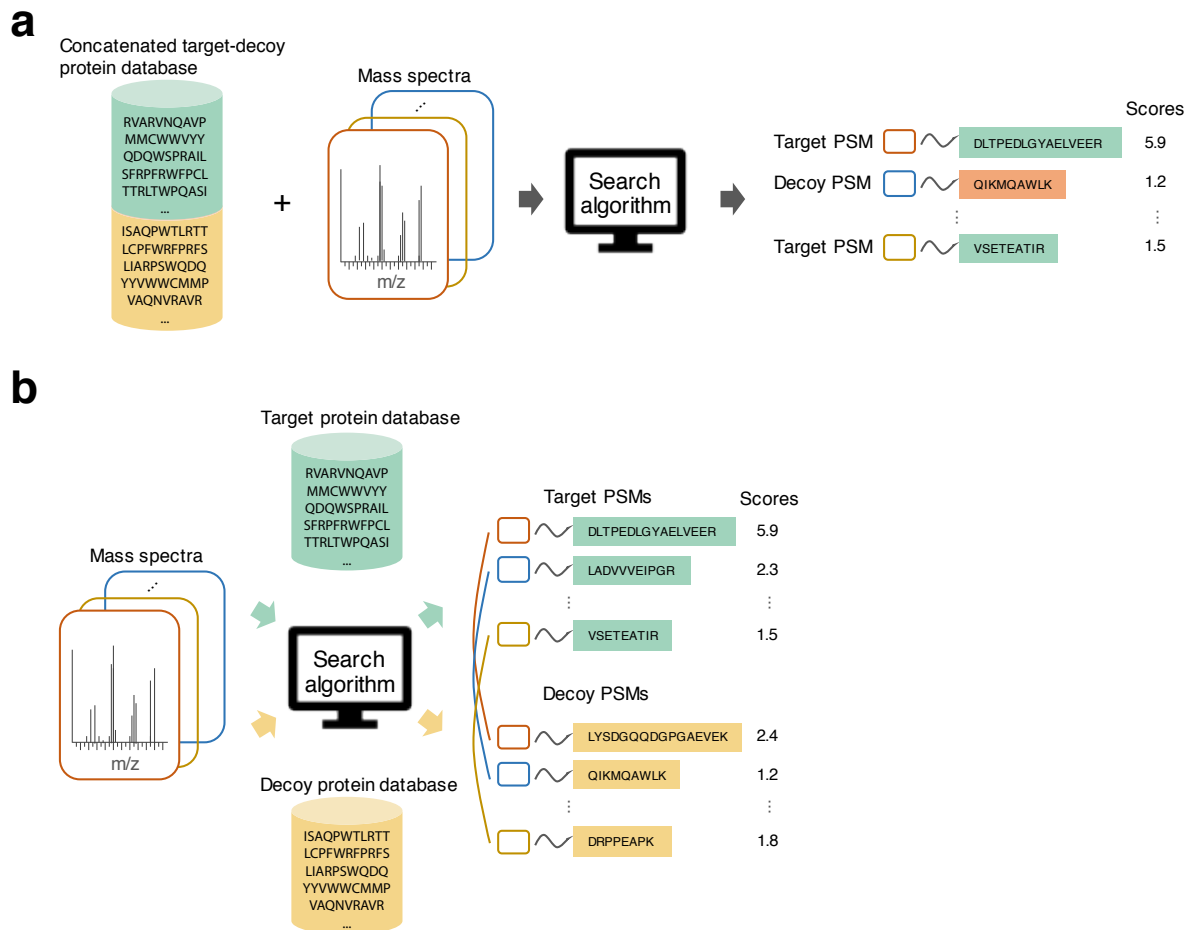 a
Concatenated target-decoy
protein database
RVARVNQAVP
MMCWWVYY
QDQWSPRAIL
SFRPFRWFPCL
TTRLTWPQASI
...
ISAQPWTLRTT
LCPFWRFPRFS
LIARPSWQDQ
YYVWWCMMP
VAQNVRAVR
...
+
Mass spectra
m/z
Search
algorithm
Scores
Target PSM DLTPEDLGYAELVEER 5.9
Decoy PSM QIKMQAWLK 1.2
Target PSM VSETEATIR 1.5
b
Mass spectra
m/z
Target protein database
RVARVNQAVP
MMCWWVYY
QDQWSPRAIL
SFRPFRWFPCL
TTRLTWPQASI
...
Search
algorithm
Decoy protein database
ISAQPWTLRTT
LCPFWRFPRFS
LIARPSWQDQ
YYVWWCMMP
VAQNVRAVR
...
Target PSMs Scores
DLTPEDLGYAELVEER 5.9
LADVVVEIPGR 2.3
VSETEATIR 1.5
Decoy PSMs
LYSDGQQDGPGAEVEK 2.4
QIKMQAWLK 1.2
DRPPEAPK 1.8